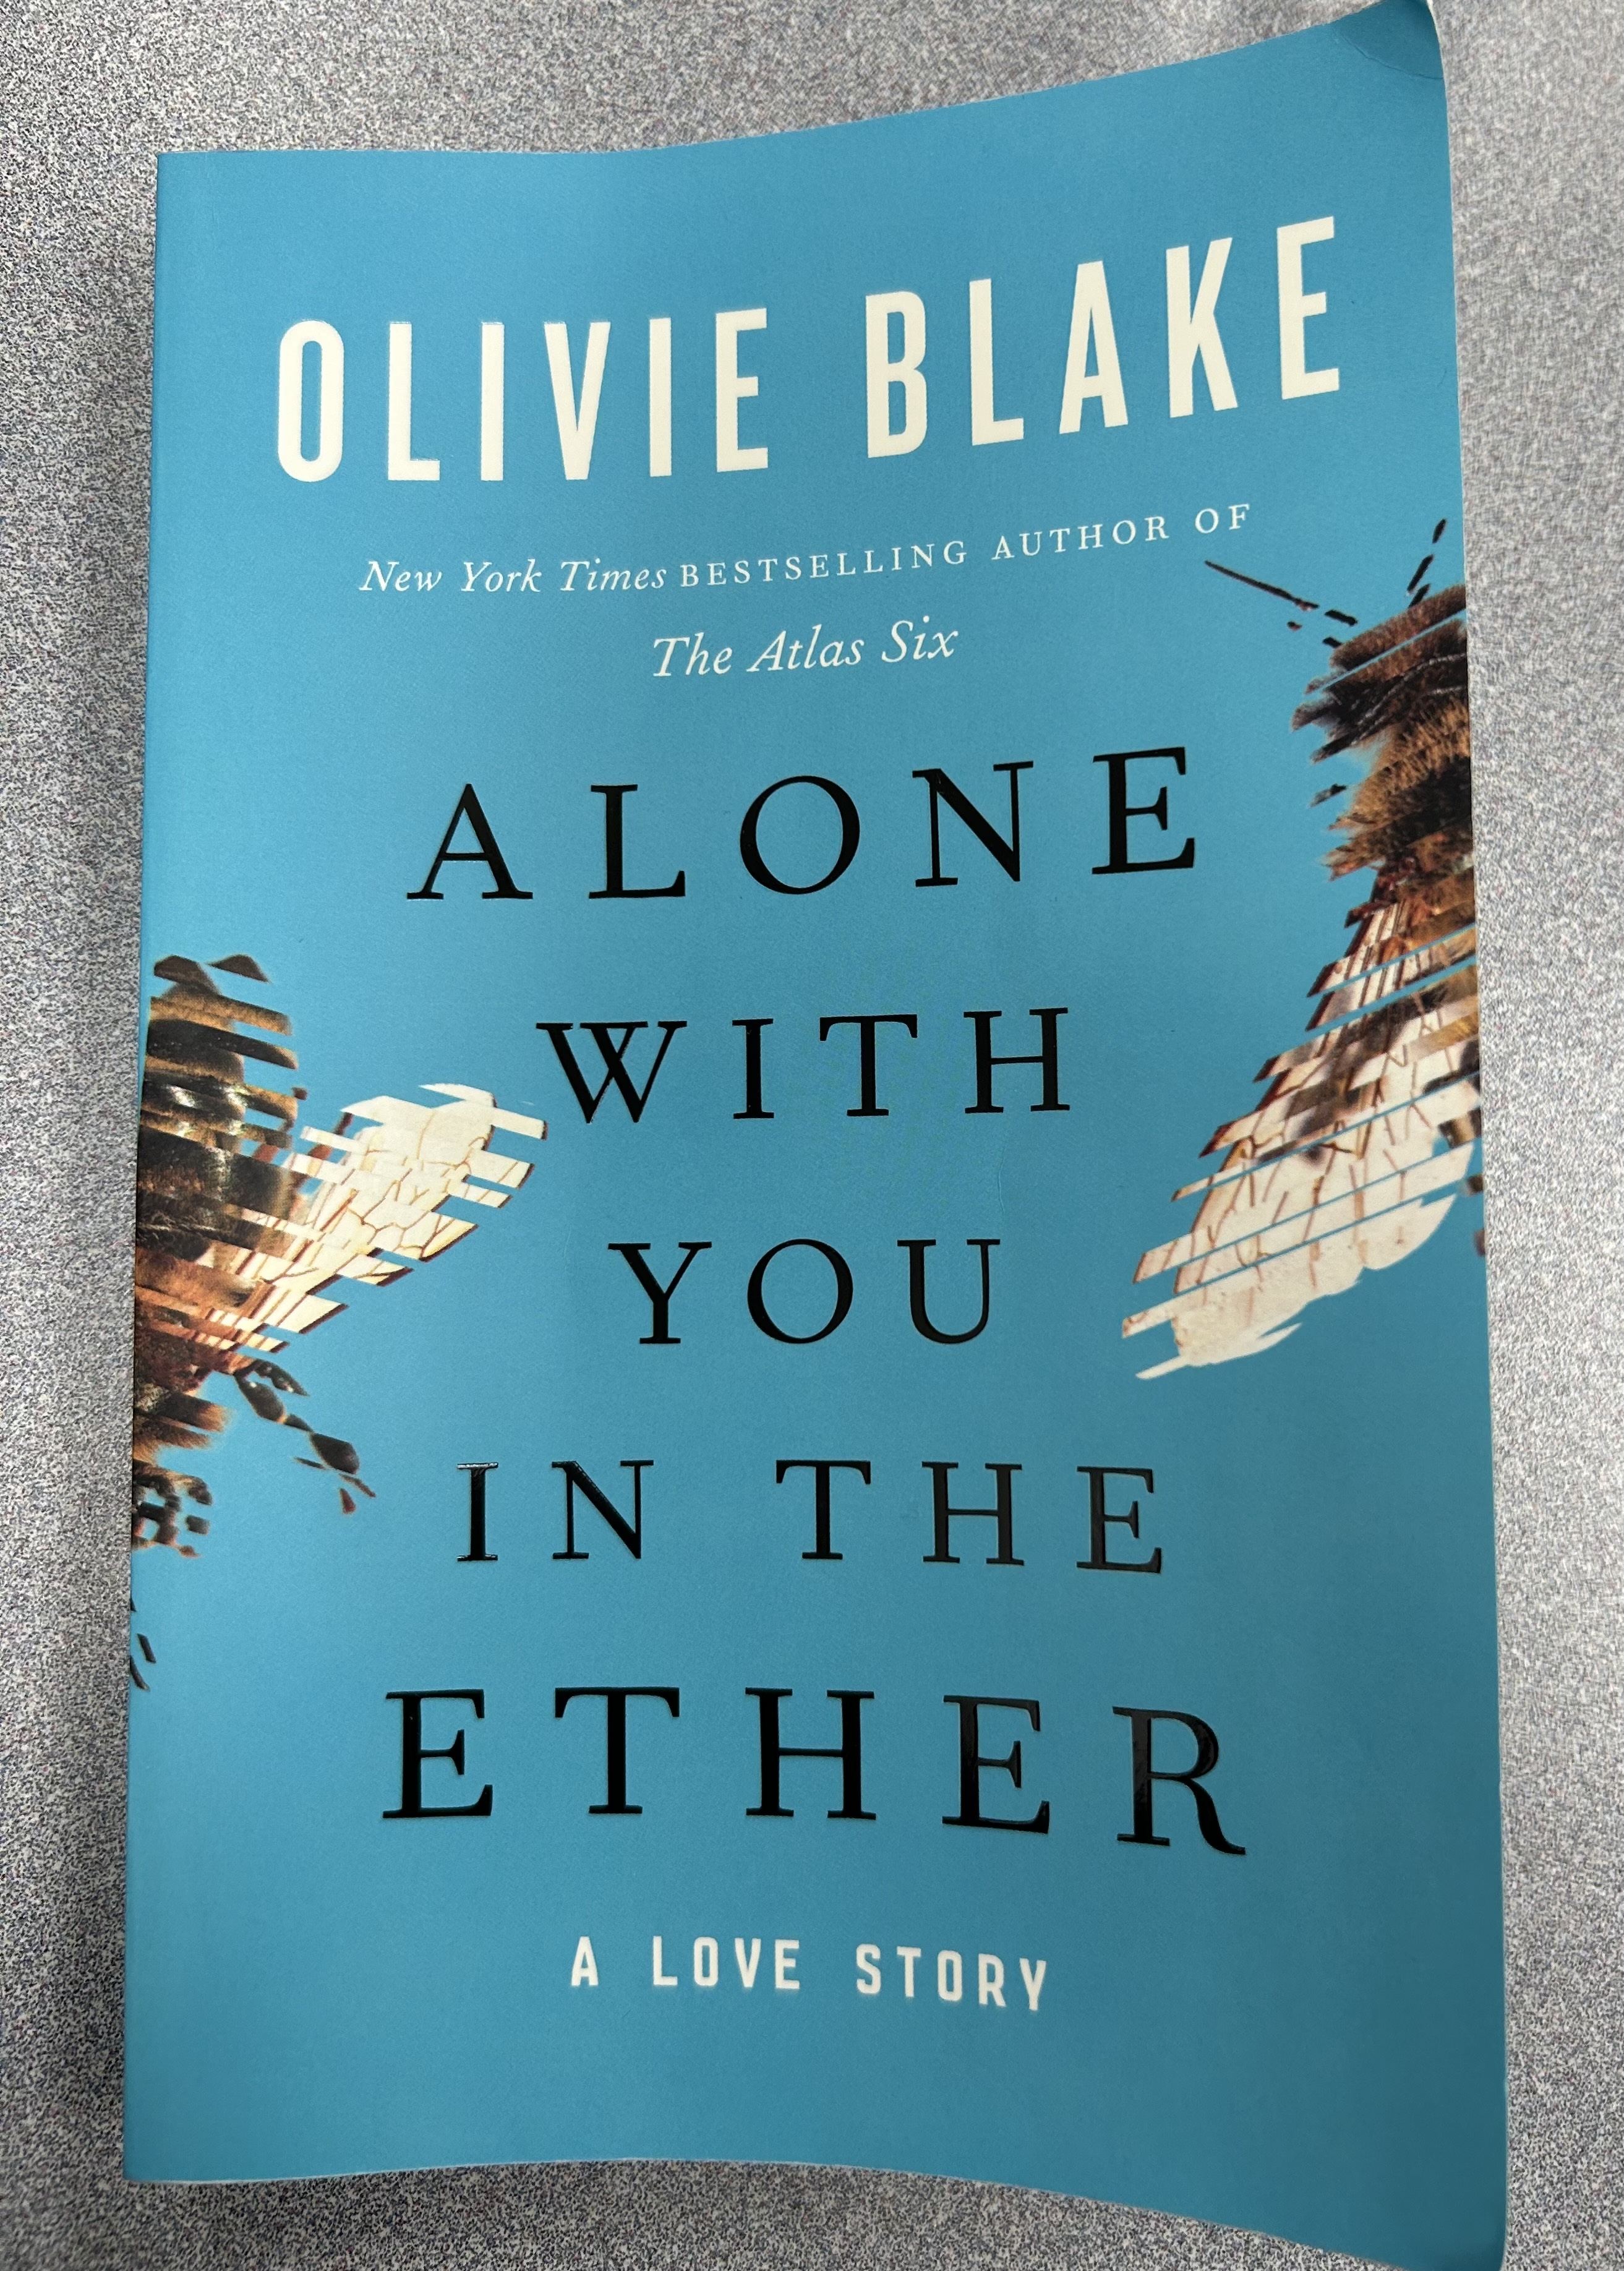 OLIVIE BLAKE
New York Times BESTSELLING AUTHOR OF
The Atlas Six
ALONE
WITH
YOU
IN THE
ETHER
A LOVE STORY